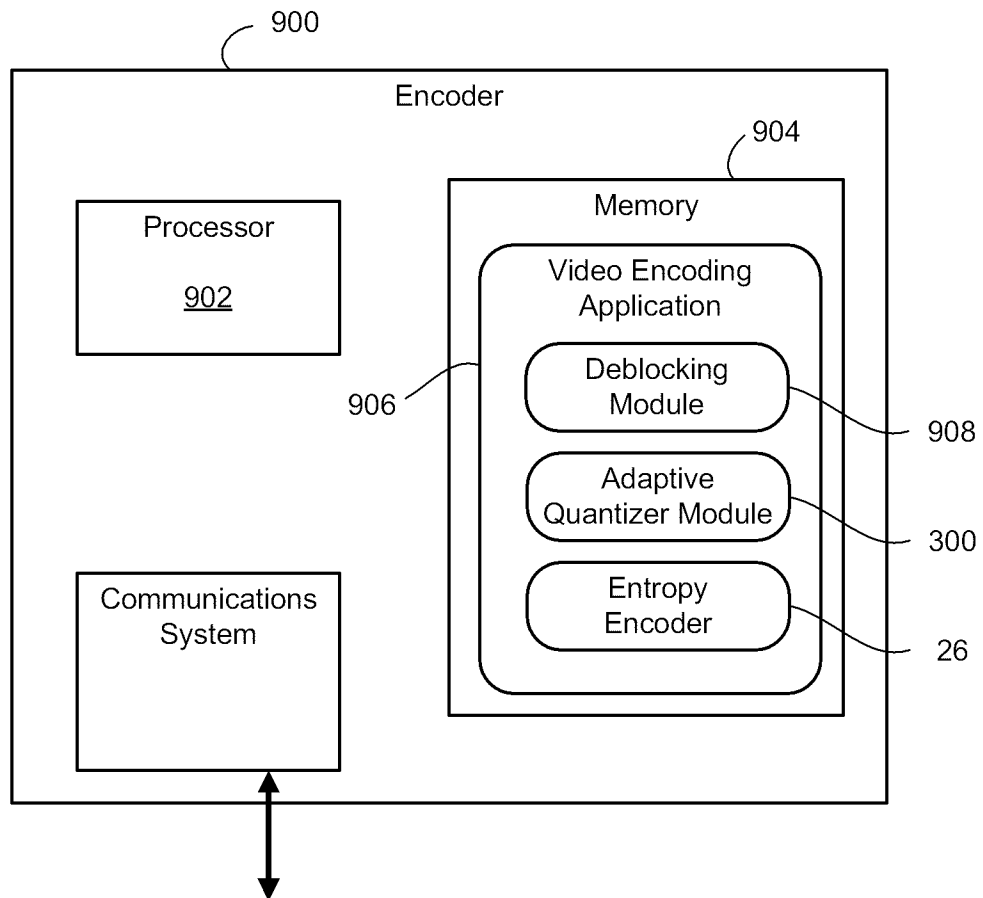 900
Encoder
904
Memory
Processor
902
Video Encoding
Application
Deblocking
Module
906
908
Adaptive
Quantizer Module
300
Communications
System
Entropy
Encoder
26